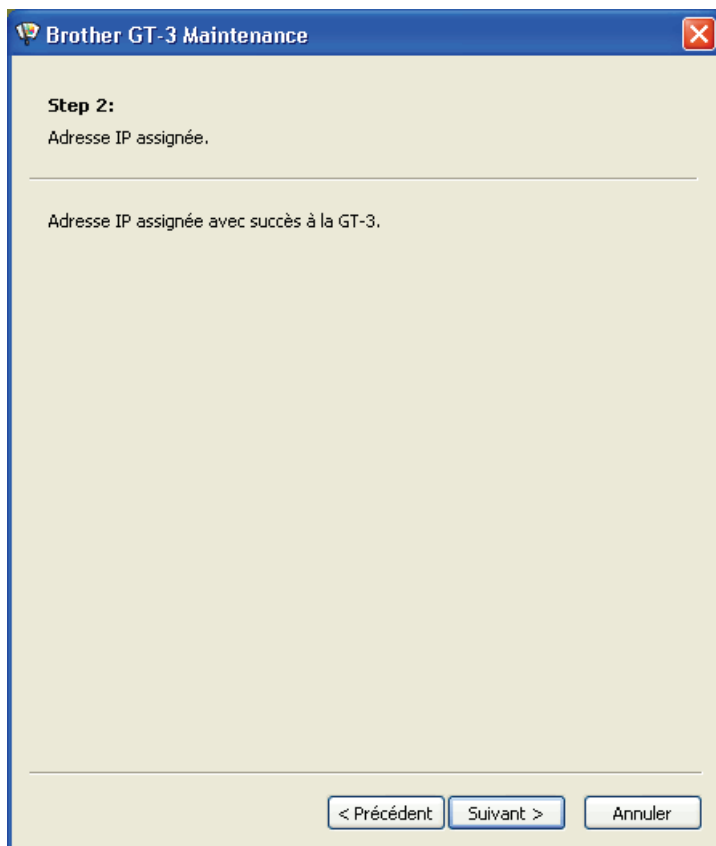 Brother GT-3 Maintenance
Step 2:
Adresse IP assignée.
Adresse IP assignée avec succès à la GT-3.
< Précédent Suivant > Annuler